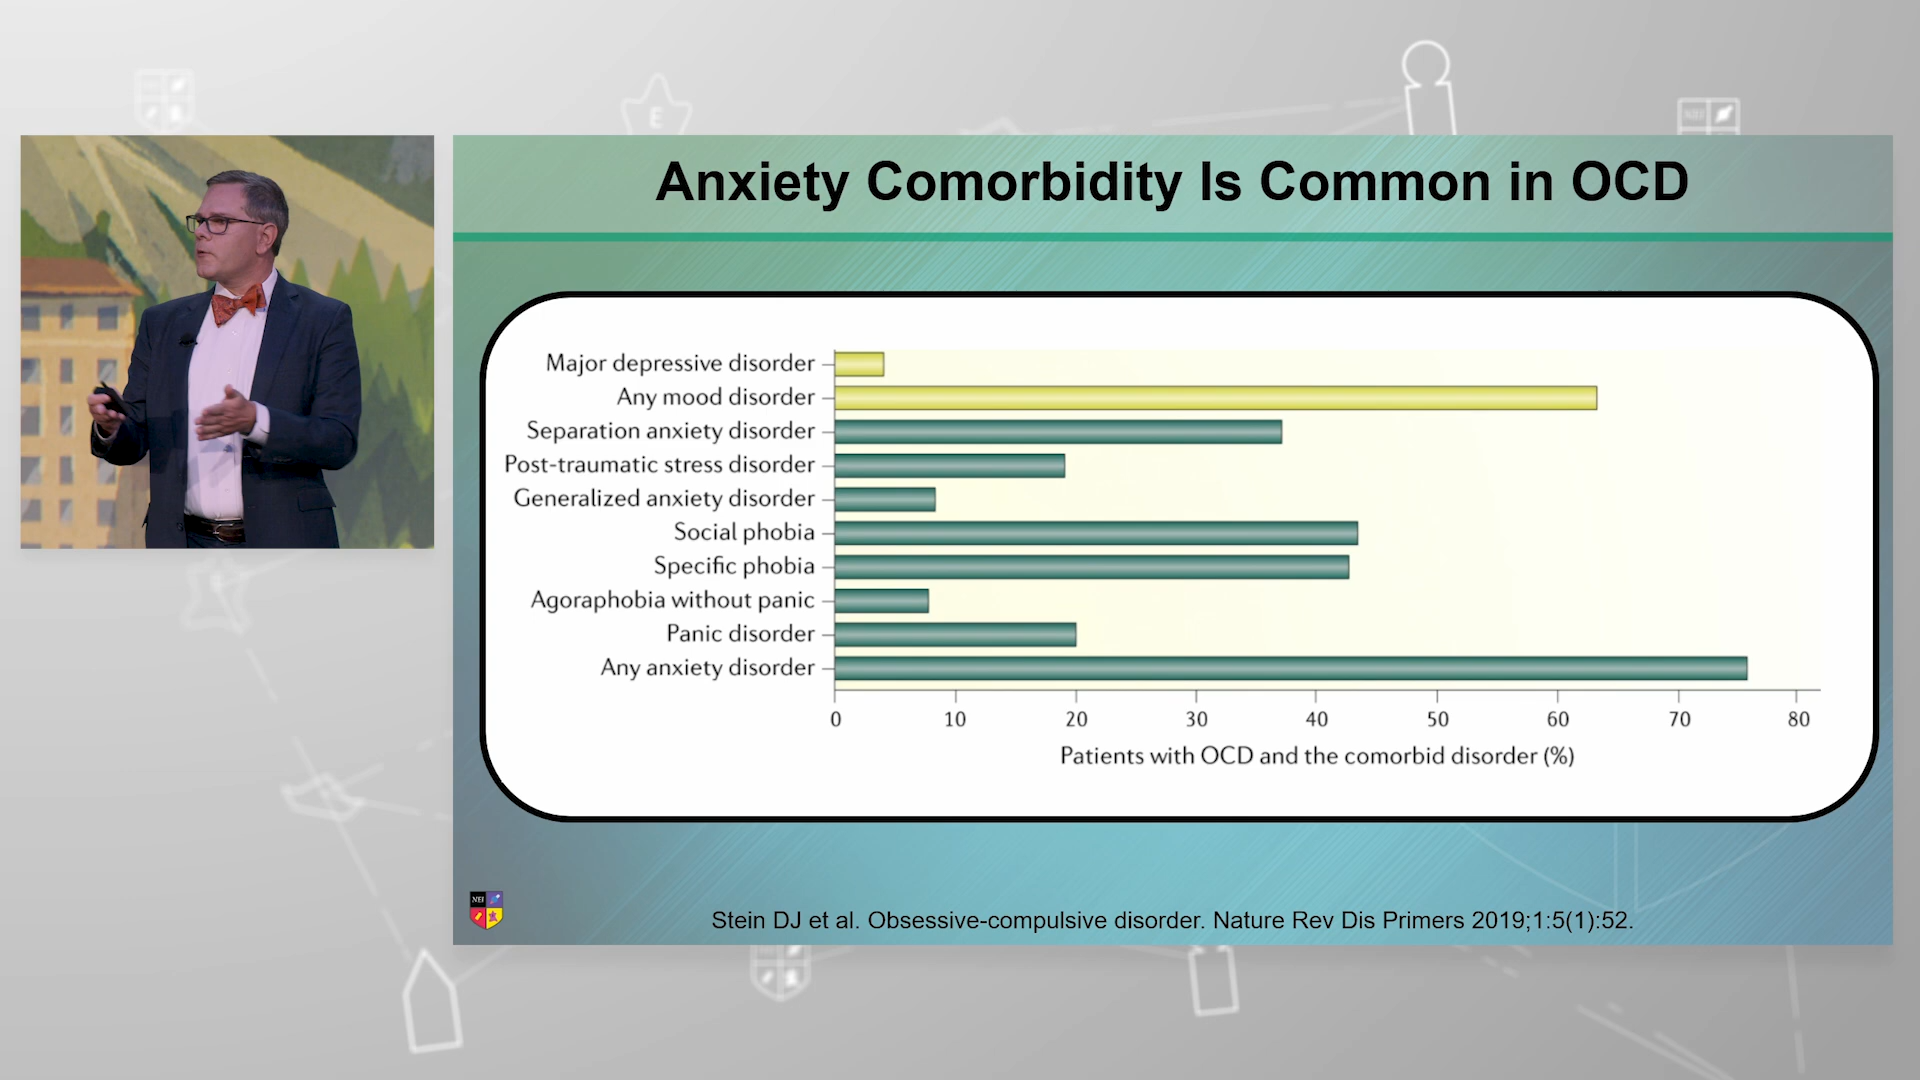 E
NEI
Anxiety Comorbidity Is Common in OCD
Major depressive disorder
Any mood disorder
Separation anxiety disorder
Post-traumatic stress disorder
Generalized anxiety disorder
Social phobia
Specific phobia
Agoraphobia without panic
Panic disorder
Any anxiety disorder
0 10 20 30 40 50 60 70 80
Patients with OCD and the comorbid disorder (%)
NEI
Stein DJ et al. Obsessive-compulsive disorder. Nature Rev Dis Primers 2019;1:5(1):52.